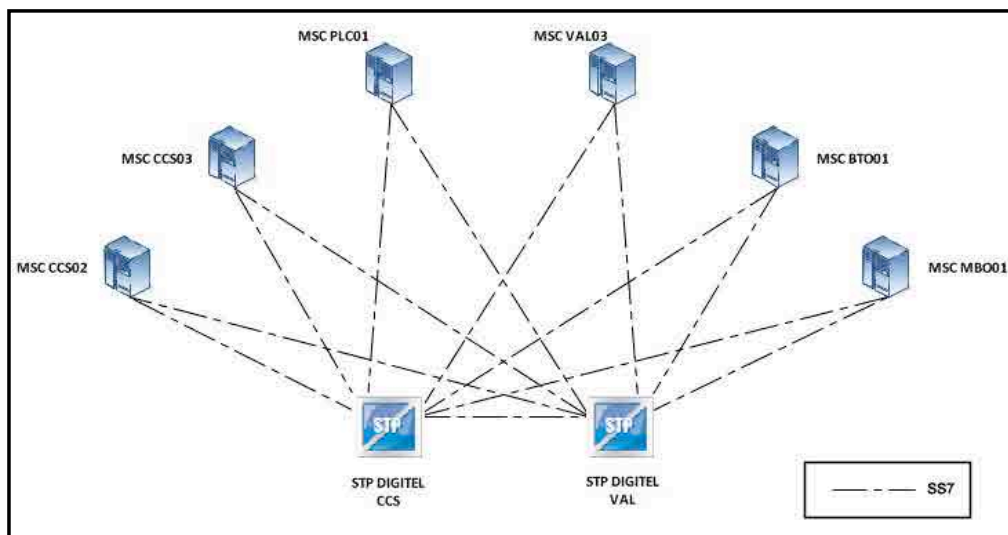 MSC PLC01
MSC VAL03
MSC CCS03
MSC BTO01
MSC CCS02
MSC MBO01
STP
STP
STP DIGITEL
CCS
STP DIGITEL
VAL
SS7